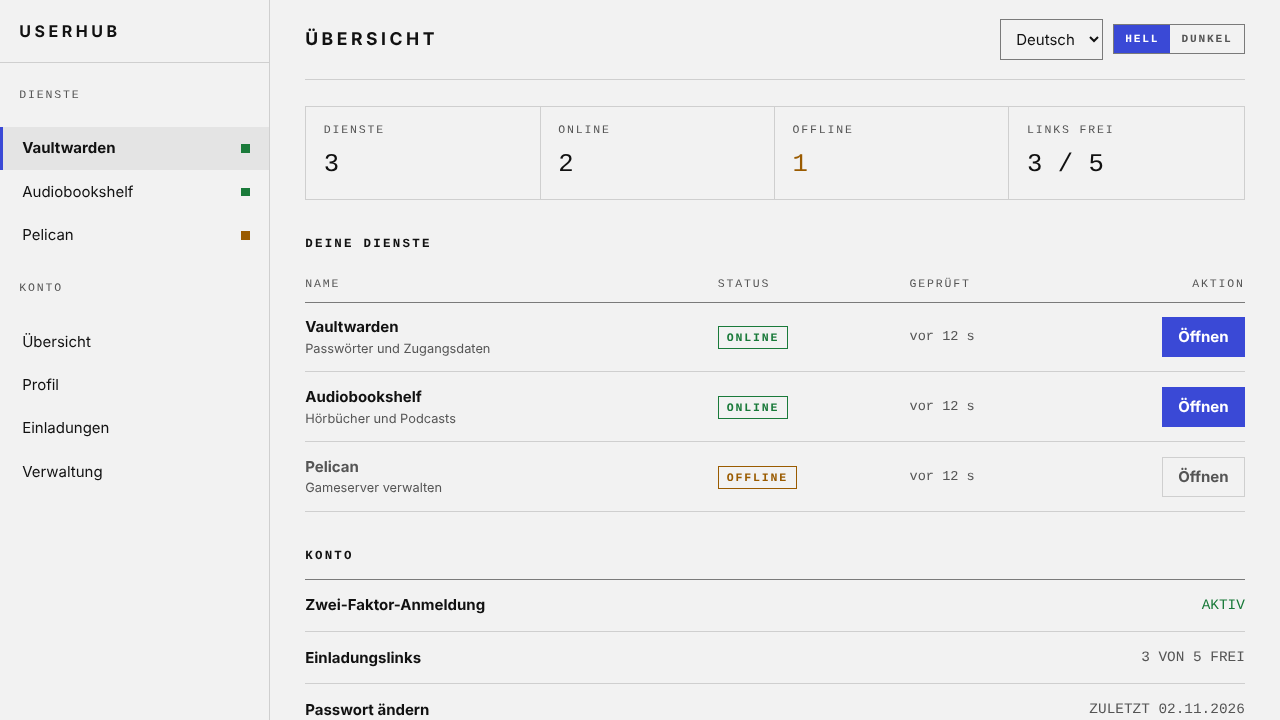 USERHUB
DIENSTE
Vaultwarden
Audiobookshelf
Pelican
KONTO
Übersicht
Profil
Einladungen
Verwaltung
ÜBERSICHT
Deutsch
HELL DUNKEL
DIENSTE ONLINE OFFLINE LINKS FREI
3 2 1 3 / 5
DEINE DIENSTE
NAME STATUS GEPRÜFT AKTION
Vaultwarden
Passwörter und Zugangsdaten
ONLINE vor 12 s Öffnen
Audiobookshelf
Hörbücher und Podcasts
ONLINE vor 12 s Öffnen
Pelican
Gameserver verwalten
OFFLINE vor 12 s Öffnen
KONTO
Zwei-Faktor-Anmeldung AKTIV
Einladungslinks 3 VON 5 FREI
Passwort ändern ZULETZT 02.11.2026